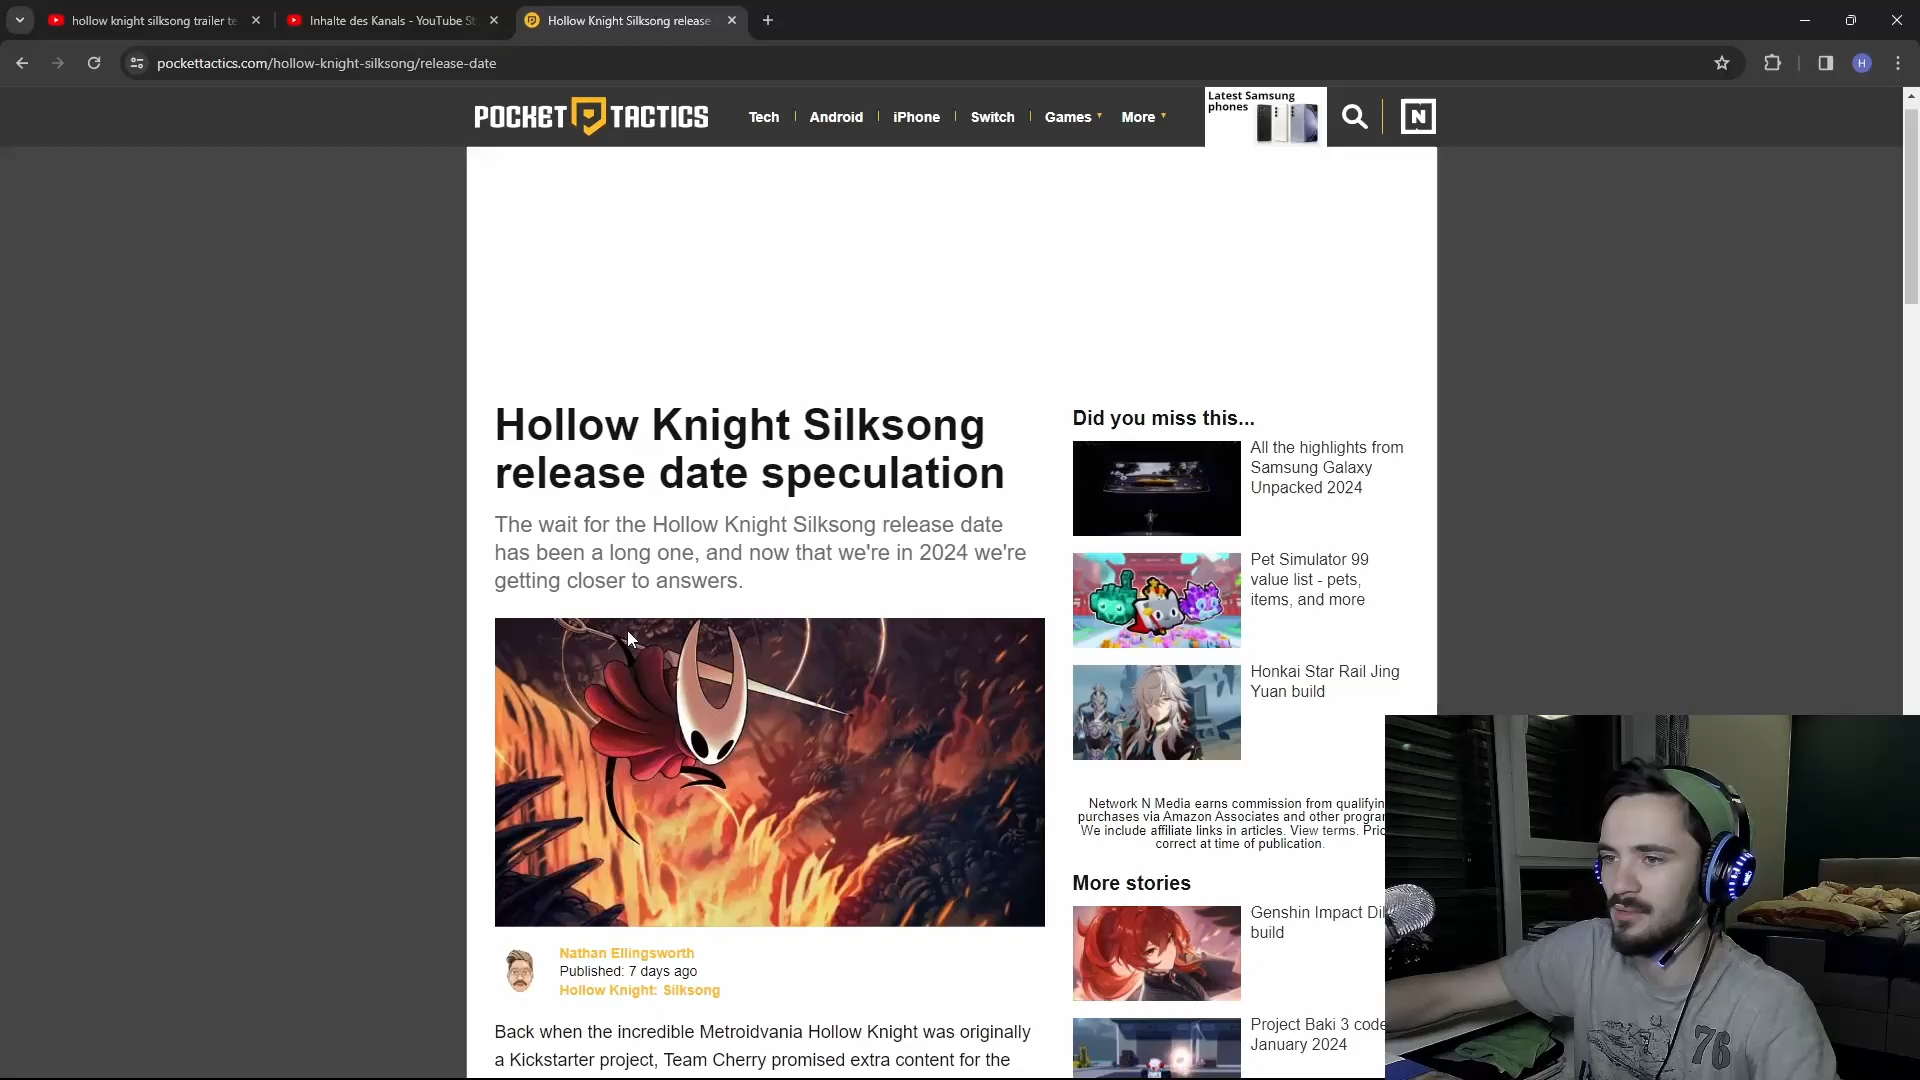 hollow knight silksong trailer te
Inhalte des Kanals - YouTube St
Hollow Knight Silksong release
pockettactics.com/hollow-knight-silksong/release-date
H
POCKET TACTICS
Tech
Android
iPhone
Switch
Games
More
Latest Samsung
phones
N
Hollow Knight Silksong
release date speculation
The wait for the Hollow Knight Silksong release date
has been a long one, and now that we're in 2024 we're
getting closer to answers.
Nathan Ellingsworth
Published: 7 days ago
Hollow Knight: Silksong
Back when the incredible Metroidvania Hollow Knight was originally
a Kickstarter project, Team Cherry promised extra content for the
Did you miss this...
All the highlights from
Samsung Galaxy
Unpacked 2024
Pet Simulator 99
value list - pets,
items, and more
Honkai Star Rail Jing
Yuan build
Network N Media earns commission from qualifyin
purchases via Amazon Associates and other program
We include affiliate links in articles. View terms. Pric
correct at time of publication.
More stories
Genshin Impact Dil
build
Project Baki 3 code
January 2024
76